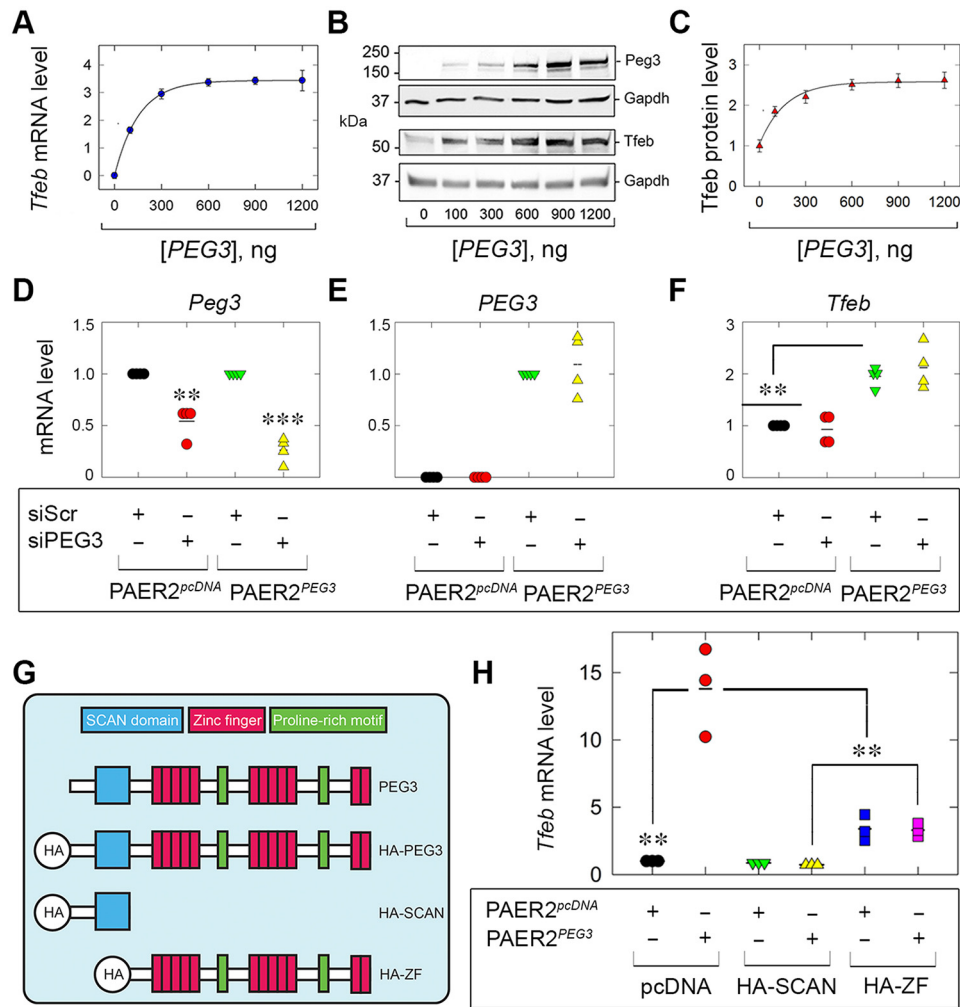 A
Tfeb mRNA level
4
3
2
1
0
0 300 600 900 1200
[PEG3], ng
B
250
150
37
kDa
50
37
Peg3
Gapdh
Tfeb
Gapdh
0 100 300 600 900 1200
[PEG3], ng
C
Tfeb protein level
3
2
1
0
0 300 600 900 1200
[PEG3], ng
D
Peg3
mRNA level
1.5
1.0
0.5
0
**
***
E
PEG3
1.5
1.0
0.5
0
F
Tfeb
3
2
1
0
**
siScr + – + – + – + – + – + –
siPEG3 – + – + – + – + – + – +
PAER2pcDNA PAER2PEG3 PAER2pcDNA PAER2PEG3 PAER2pcDNA PAER2PEG3
G
SCAN domain Zinc finger Proline-rich motif
PEG3
HA HA-PEG3
HA HA-SCAN
HA HA-ZF
H
Tfeb mRNA level
15
10
5
0
**
**
PAER2pcDNA + – + – + –
PAER2PEG3 – + – + – +
pcDNA HA-SCAN HA-ZF